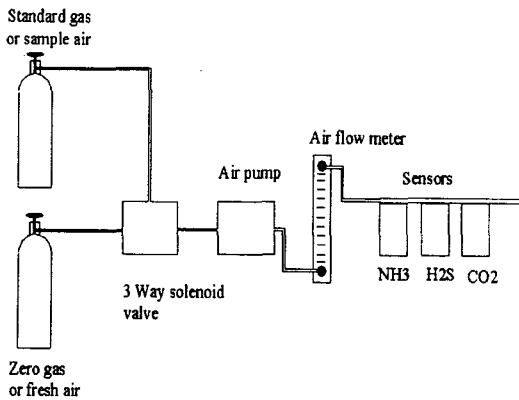 Standard gas
or sample air
Air flow meter
Air pump
Sensors
NH3 H2S CO2
3 Way solenoid
valve
Zero gas
or fresh air